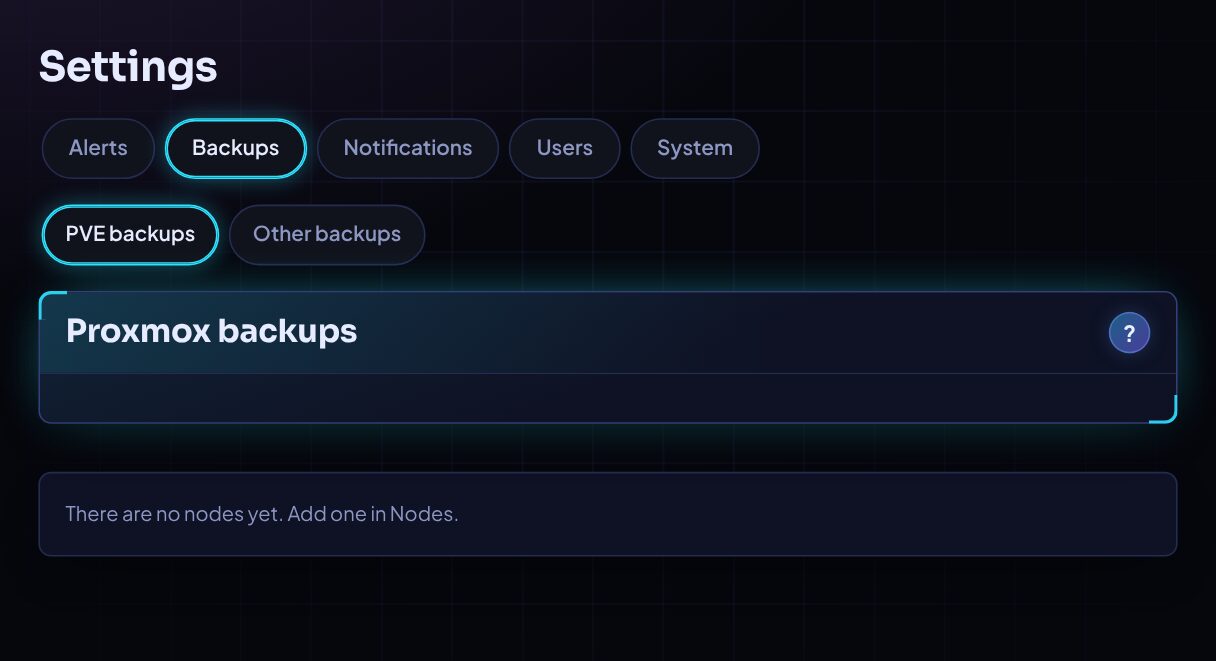 Settings
Alerts Backups Notifications Users System
PVE backups Other backups
Proxmox backups ?
There are no nodes yet. Add one in Nodes.